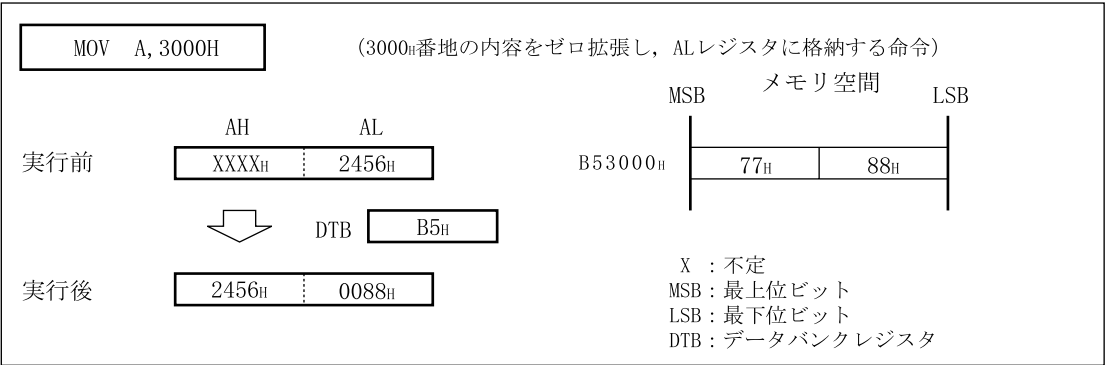 MOV A,3000H
(3000H番地の内容をゼロ拡張し，ALレジスタに格納する命令)
メモリ空間
MSB LSB
AH AL
実行前 XXXXH 2456H
B53000H 77H 88H
DTB B5H
実行後 2456H 0088H
X ：不定
MSB：最上位ビット
LSB：最下位ビット
DTB：データバンクレジスタ